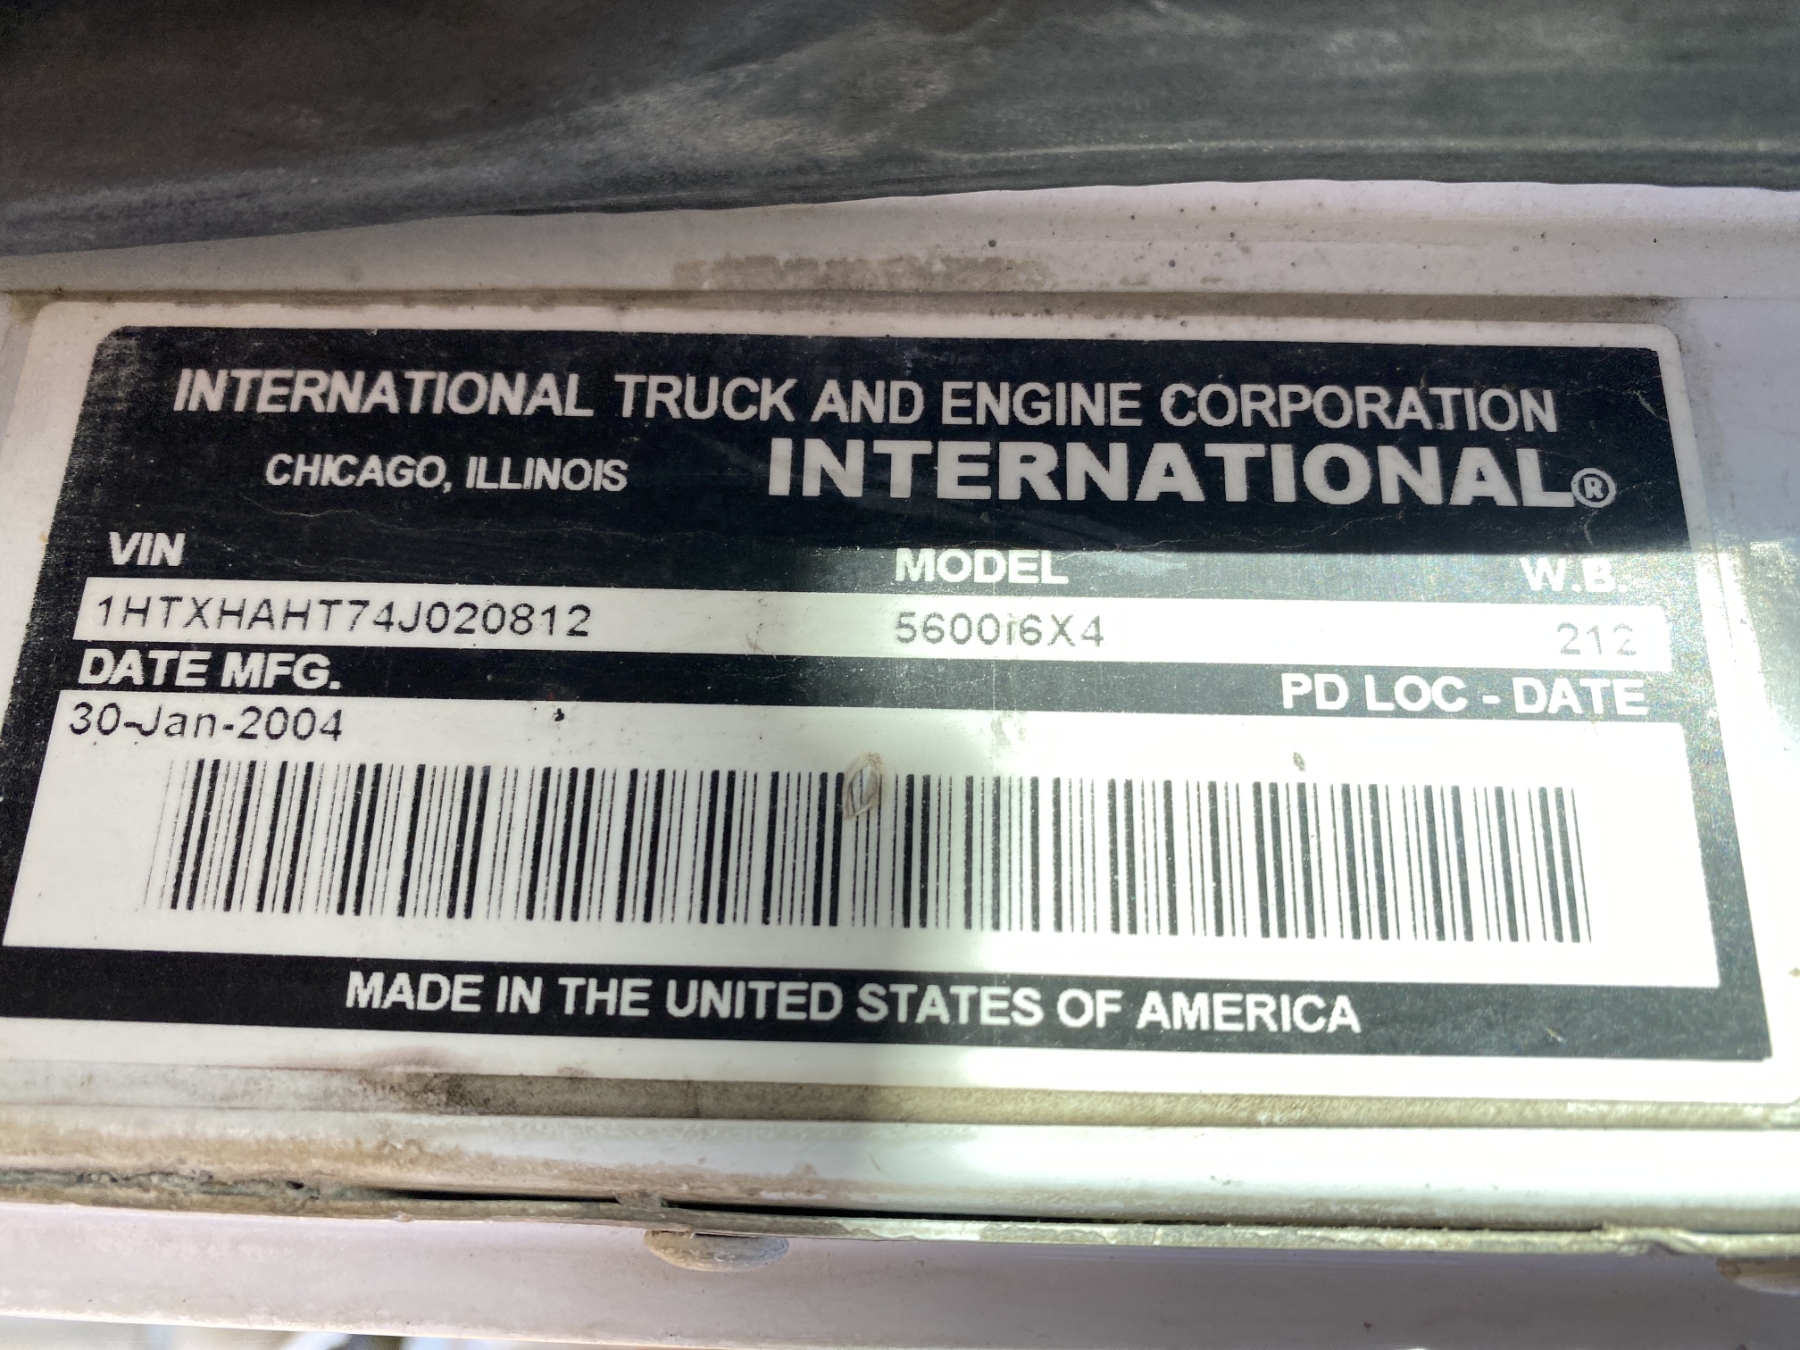 INTERNATIONAL TRUCK AND ENGINE CORPORATION
CHICAGO, ILLINOIS INTERNATIONAL®
VIN MODEL W.B.
1HTXHAHT74J020812 5600i6X4 212
DATE MFG. PD LOC - DATE
30-Jan-2004
MADE IN THE UNITED STATES OF AMERICA